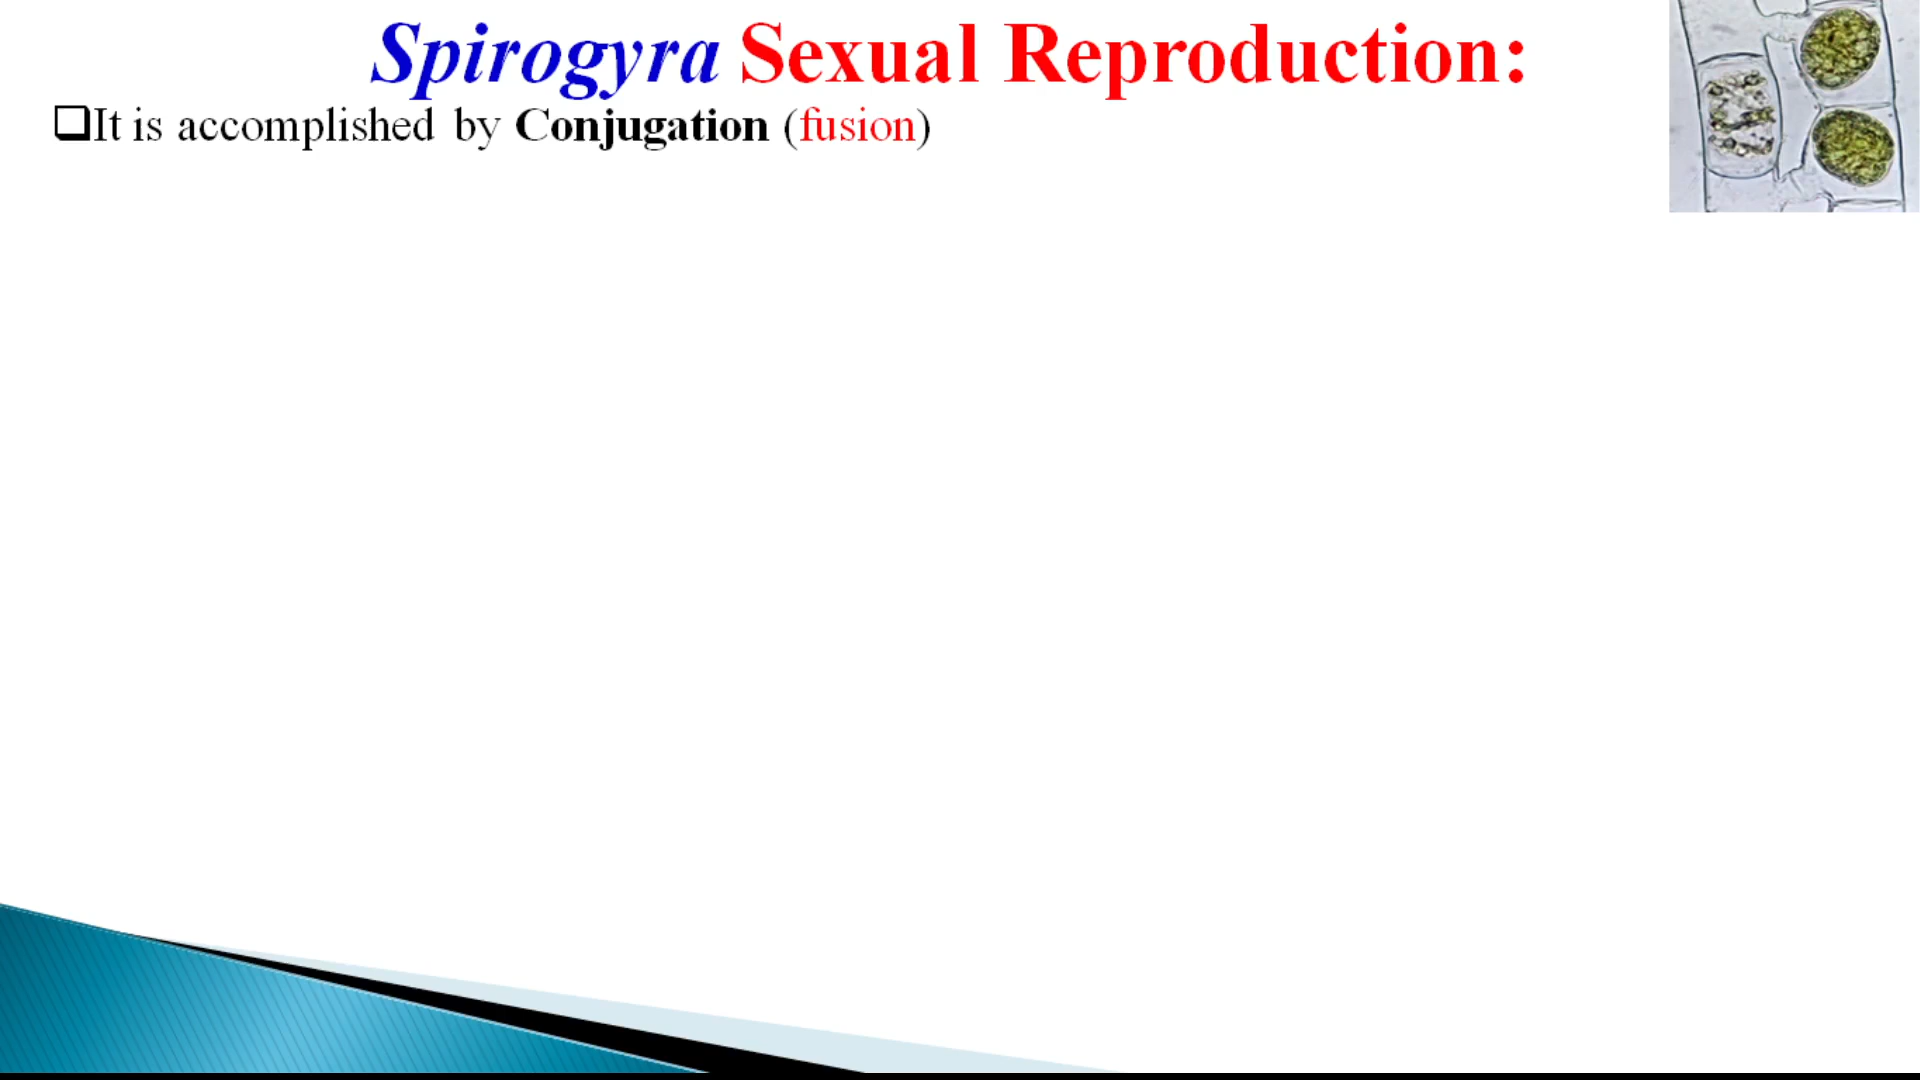 Spirogyra Sexual Reproduction:
❑It is accomplished by Conjugation (fusion)